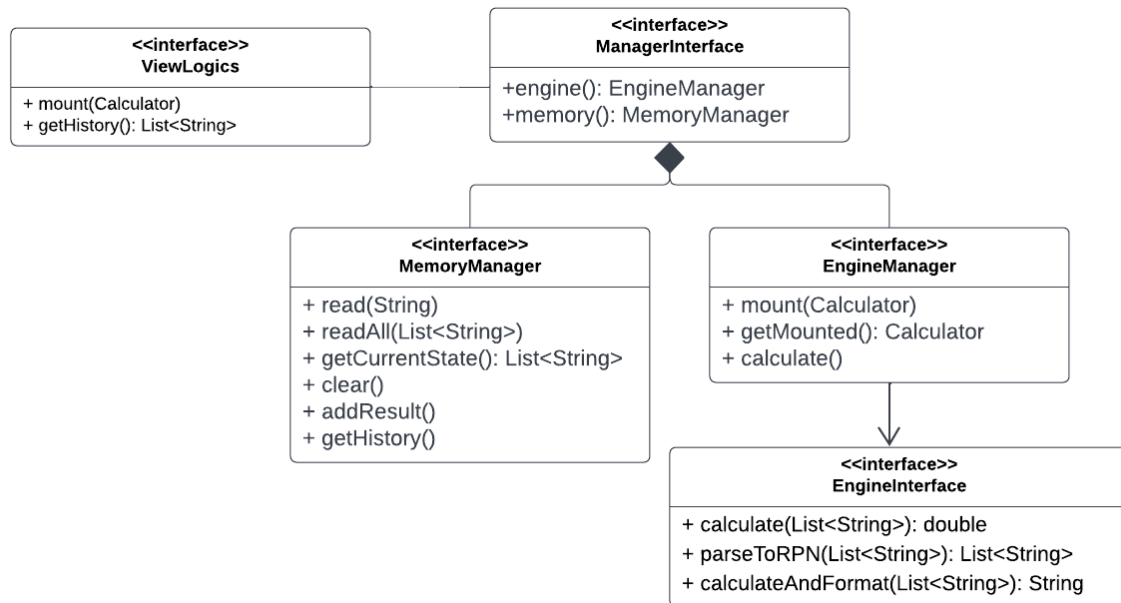 <<interface>>
ViewLogics
+ mount(Calculator)
+ getHistory(): List<String>
<<interface>>
ManagerInterface
+engine(): EngineManager
+memory(): MemoryManager
<<interface>>
MemoryManager
+ read(String)
+ readAll(List<String>)
+ getCurrentState(): List<String>
+ clear()
+ addResult()
+ getHistory()
<<interface>>
EngineManager
+ mount(Calculator)
+ getMounted(): Calculator
+ calculate()
<<interface>>
EngineInterface
+ calculate(List<String>): double
+ parseToRPN(List<String>): List<String>
+ calculateAndFormat(List<String>): String